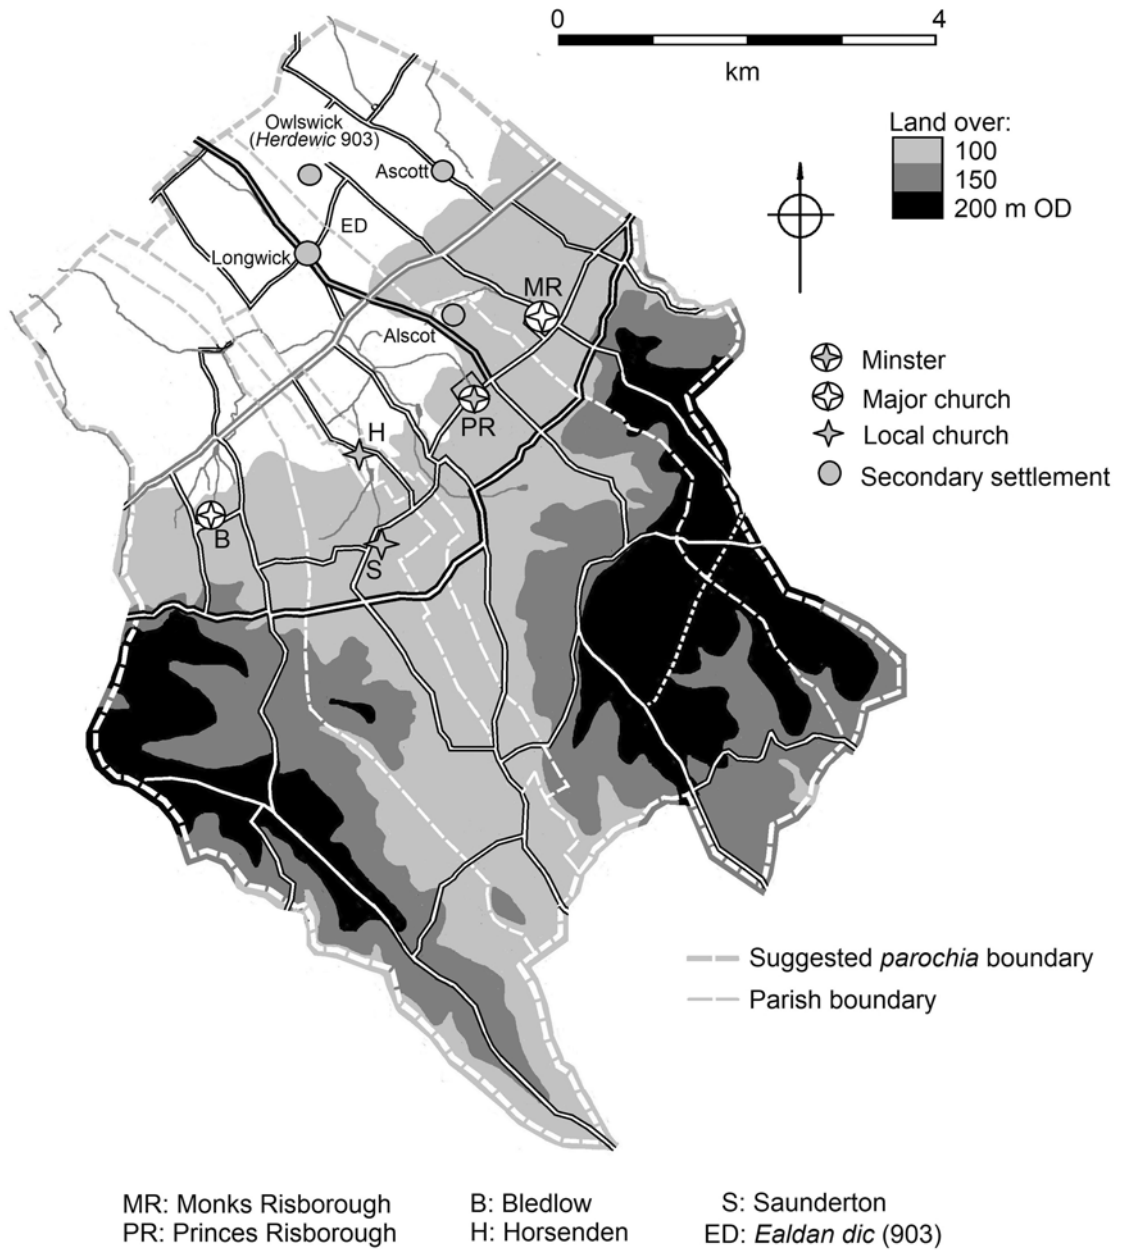 0 4
km
Land over:
100
150
200 m OD
Owlswick
(Herdewic 903)
Ascott
ED
Longwick
MR
Alscot
PR
H
B
S
Minster
Major church
Local church
Secondary settlement
Suggested parochia boundary
Parish boundary
MR: Monks Risborough
PR: Princes Risborough
B: Bledlow
H: Horsenden
S: Saunderton
ED: Ealdan dic (903)